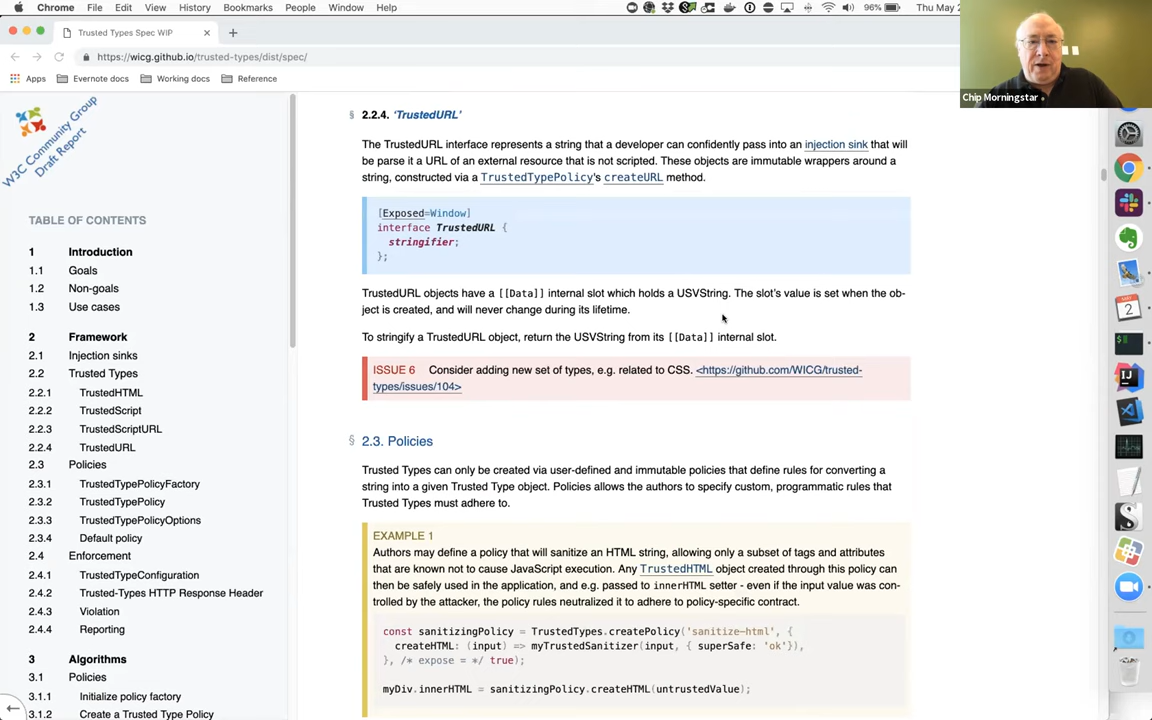 Chrome File Edit View History Bookmarks People Window Help
96%
Thu May 2
Trusted Types Spec WIP
https://wicg.github.io/trusted-types/dist/spec/
Apps Evernote docs Working docs Reference
Chip Morningstar
W3C Community Group
Draft Report
TABLE OF CONTENTS
1 Introduction
1.1 Goals
1.2 Non-goals
1.3 Use cases
2 Framework
2.1 Injection sinks
2.2 Trusted Types
2.2.1 TrustedHTML
2.2.2 TrustedScript
2.2.3 TrustedScriptURL
2.2.4 TrustedURL
2.3 Policies
2.3.1 TrustedTypePolicyFactory
2.3.2 TrustedTypePolicy
2.3.3 TrustedTypePolicyOptions
2.3.4 Default policy
2.4 Enforcement
2.4.1 TrustedTypeConfiguration
2.4.2 Trusted-Types HTTP Response Header
2.4.3 Violation
2.4.4 Reporting
3 Algorithms
3.1 Policies
3.1.1 Initialize policy factory
3.1.2 Create a Trusted Type Policy
§ 2.2.4. ‘TrustedURL’
The TrustedURL interface represents a string that a developer can confidently pass into an injection sink that will
be parse it a URL of an external resource that is not scripted. These objects are immutable wrappers around a
string, constructed via a TrustedTypePolicy's createURL method.
[Exposed=Window]
interface TrustedURL {
stringifier;
};
TrustedURL objects have a [[Data]] internal slot which holds a USVString. The slot's value is set when the ob-
ject is created, and will never change during its lifetime.
To stringify a TrustedURL object, return the USVString from its [[Data]] internal slot.
ISSUE 6 Consider adding new set of types, e.g. related to CSS. <https://github.com/WICG/trusted-
types/issues/104>
§ 2.3. Policies
Trusted Types can only be created via user-defined and immutable policies that define rules for converting a
string into a given Trusted Type object. Policies allows the authors to specify custom, programmatic rules that
Trusted Types must adhere to.
EXAMPLE 1
Authors may define a policy that will sanitize an HTML string, allowing only a subset of tags and attributes
that are known not to cause JavaScript execution. Any TrustedHTML object created through this policy can
then be safely used in the application, and e.g. passed to innerHTML setter - even if the input value was con-
trolled by the attacker, the policy rules neutralized it to adhere to policy-specific contract.
const sanitizingPolicy = TrustedTypes.createPolicy('sanitize-html', {
createHTML: (input) => myTrustedSanitizer(input, { superSafe: 'ok'}),
}, /* expose = */ true);
myDiv.innerHTML = sanitizingPolicy.createHTML(untrustedValue);